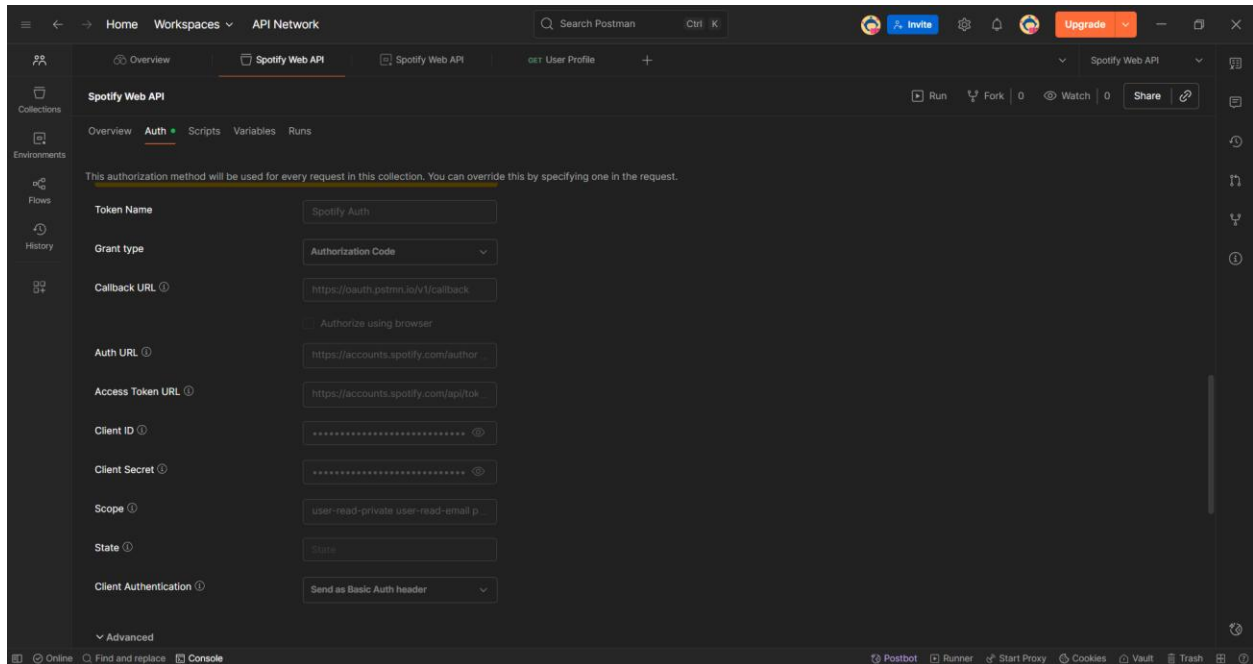 Home Workspaces API Network Search Postman Ctrl K Invite Upgrade
Overview Spotify Web API Spotify Web API GET User Profile Spotify Web API
Collections
Environments
Flows
History
Spotify Web API Run Fork 0 Watch 0 Share
Overview Auth Scripts Variables Runs
This authorization method will be used for every request in this collection. You can override this by specifying one in the request.
Token Name Spotify Auth
Grant type Authorization Code
Callback URL https://oauth.pstmn.io/v1/callback
Authorize using browser
Auth URL https://accounts.spotify.com/author...
Access Token URL https://accounts.spotify.com/api/tok...
Client ID
Client Secret
Scope user-read-private user-read-email p...
State State
Client Authentication Send as Basic Auth header
Advanced
Online Find and replace Console Postbot Runner Start Proxy Cookies Vault Trash